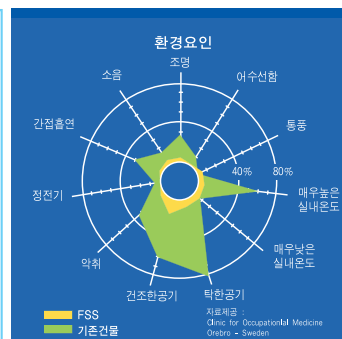 환경요인
조명
소음
어수선함
간접흡연
통풍
40%
80%
정전기
매우높은
실내온도
매우낮은
실내온도
악취
건조한공기
탁한공기
FSS
기존건물
자료제공 :
Clinic for Occupationlal Medicine
Orebro - Sweden